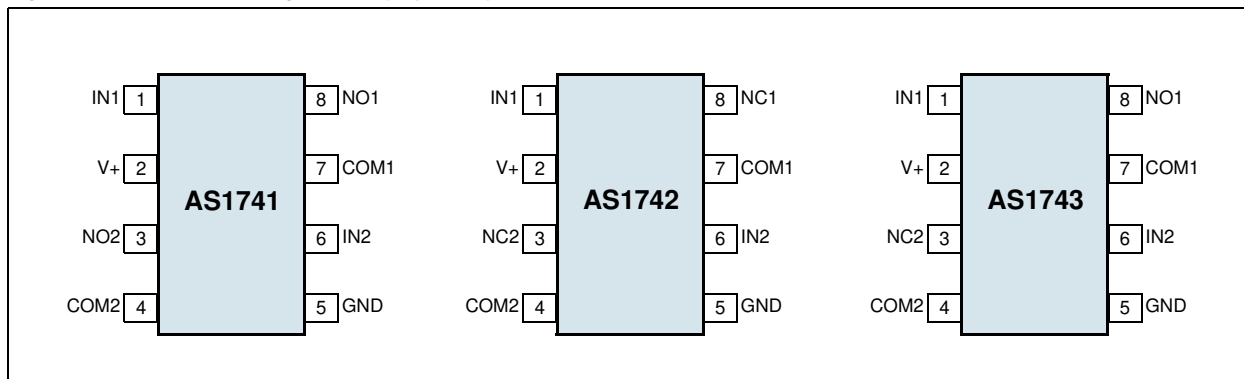 IN1 1 8 NO1
V+ 2 7 COM1
AS1741
NO2 3 6 IN2
COM2 4 5 GND
IN1 1 8 NC1
V+ 2 7 COM1
AS1742
NC2 3 6 IN2
COM2 4 5 GND
IN1 1 8 NO1
V+ 2 7 COM1
AS1743
NC2 3 6 IN2
COM2 4 5 GND